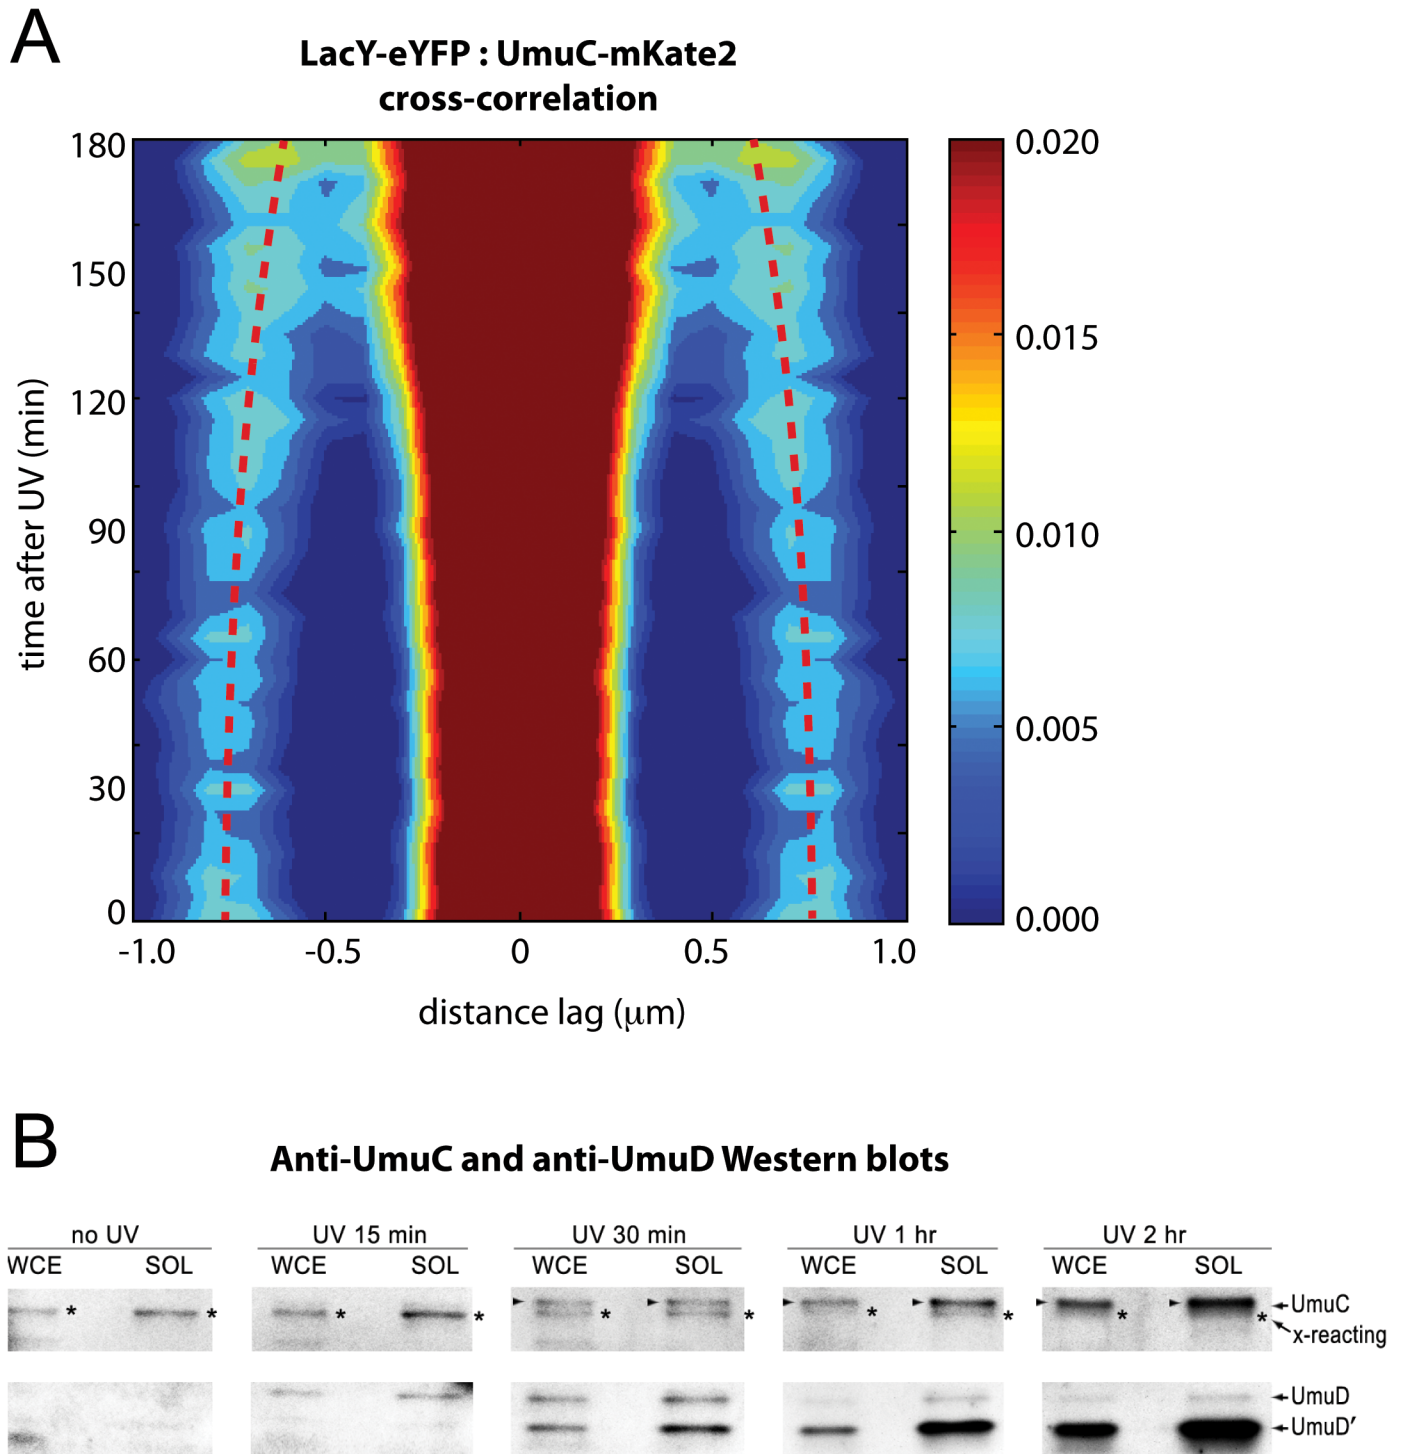 A
LacY-eYFP : UmuC-mKate2
cross-correlation
180
150
120
90
60
30
0
time after UV (min)
-1.0 -0.5 0 0.5 1.0
distance lag (μm)
0.020
0.015
0.010
0.005
0.000
B
Anti-UmuC and anti-UmuD Western blots
no UV UV 15 min UV 30 min UV 1 hr UV 2 hr
WCE SOL WCE SOL WCE SOL WCE SOL WCE SOL
* * * * * * * * * *
UmuC
x-reacting
UmuD
UmuD′